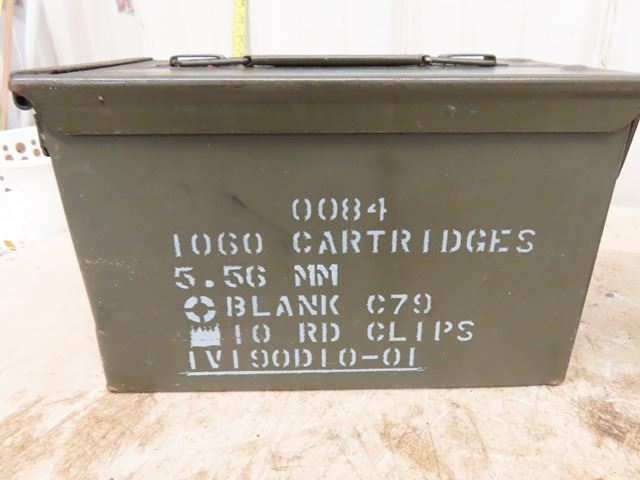 0084
1060 CARTRIDGES
5.56 MM
BLANK C79
10 RD CLIPS
IVI90D10-01